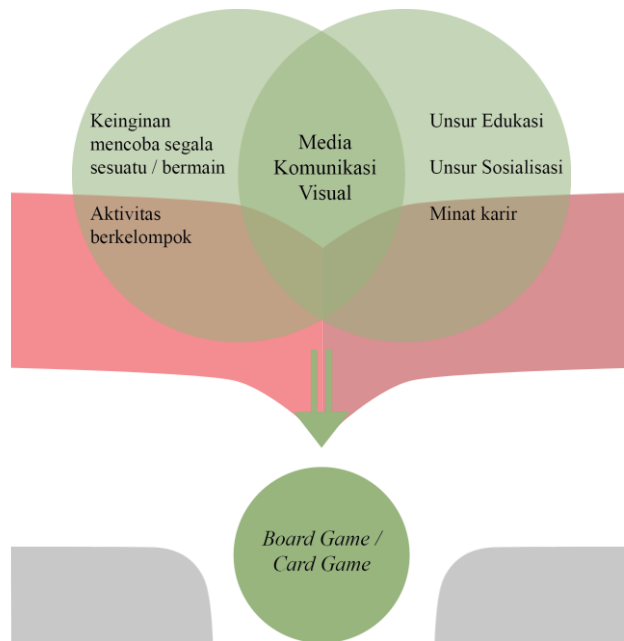 Keinginan
mencoba segala
sesuatu / bermain
Aktivitas
berkelompok
Media
Komunikasi
Visual
Unsur Edukasi
Unsur Sosialisasi
Minat karir
Board Game /
Card Game